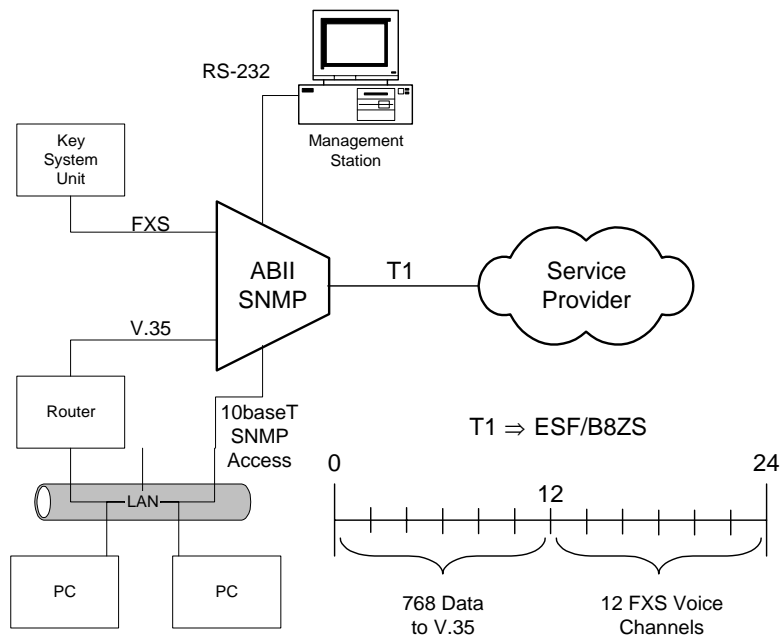 RS-232
Management
Station
Key
System
Unit
FXS
ABII
SNMP
T1
Service
Provider
V.35
Router
10baseT
SNMP
Access
LAN
PC
PC
T1 ⇒ ESF/B8ZS
0
12
24
768 Data
to V.35
12 FXS Voice
Channels